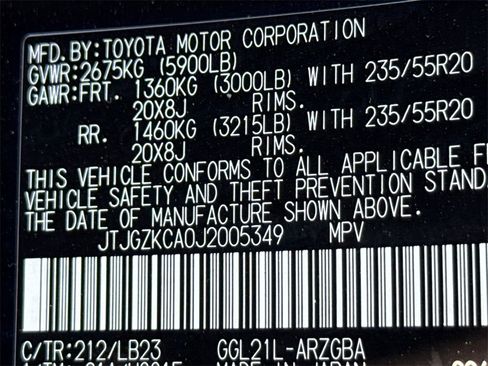 MFD.BY:TOYOTA MOTOR CORPORATION
GVWR:2675KG (5900LB)
GAWR:FRT. 1360KG (3000LB) WITH 235/55R20
20X8J RIMS.
RR. 1460KG (3215LB) WITH 235/55R20
20X8J RIMS.
THIS VEHICLE CONFORMS TO ALL APPLICABLE
VEHICLE SAFETY AND THEFT PREVENTION
THE DATE OF MANUFACTURE SHOWN ABOVE.
JTJGZKCA0J2005349 MPV
C/TR:212/LB23 GGL21L-ARZGBA
MADE IN JAPAN